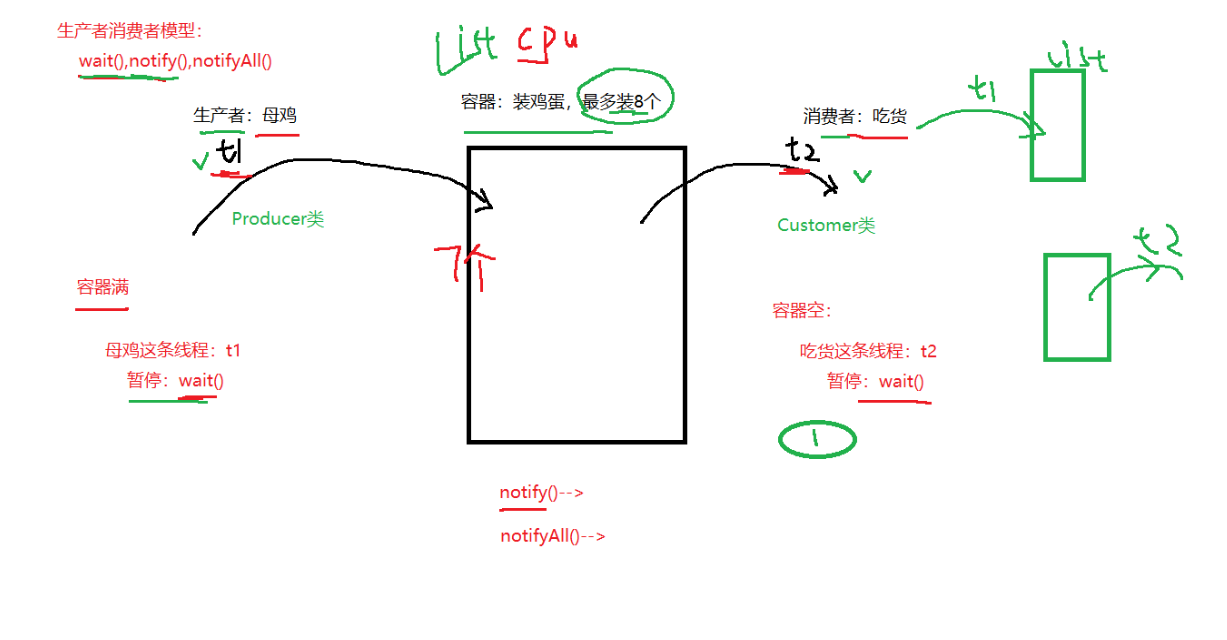 生产者消费者模型:
wait(),notify(),notifyAll()
List cpu
容器：装鸡蛋，最多装8个
生产者：母鸡
消费者：吃货
t1
list
t1
t2
Producer类
Customer类
7个
t2
容器满
容器空:
母鸡这条线程：t1
暂停：wait()
吃货这条线程：t2
暂停：wait()
1
notify()-->
notifyAll()-->